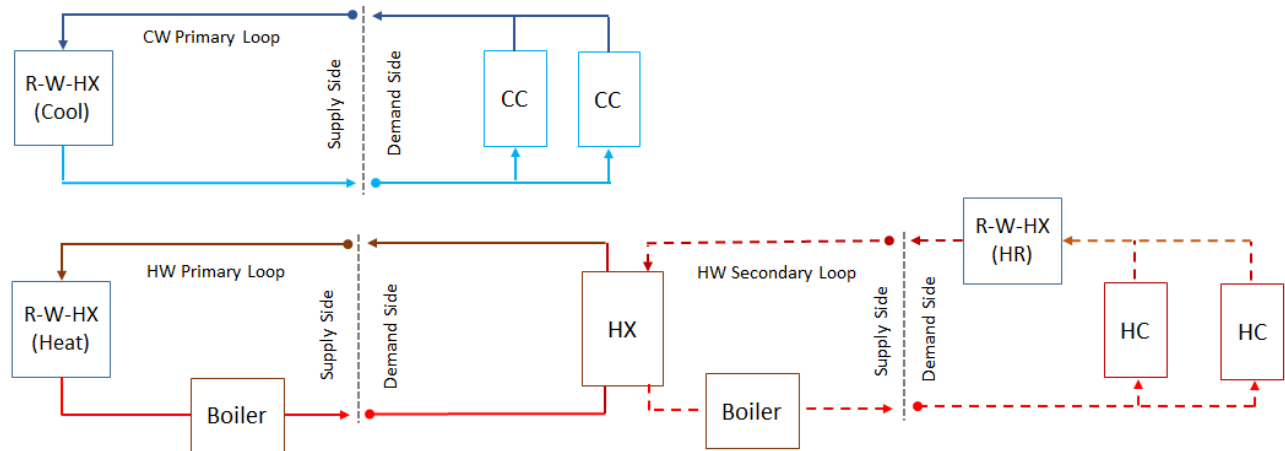 CW Primary Loop
R-W-HX
(Cool)
Supply Side
Demand Side
CC
CC
R-W-HX
(HR)
HW Primary Loop
HW Secondary Loop
R-W-HX
(Heat)
Supply Side
Demand Side
HX
Supply Side
Demand Side
HC
HC
Boiler
Boiler